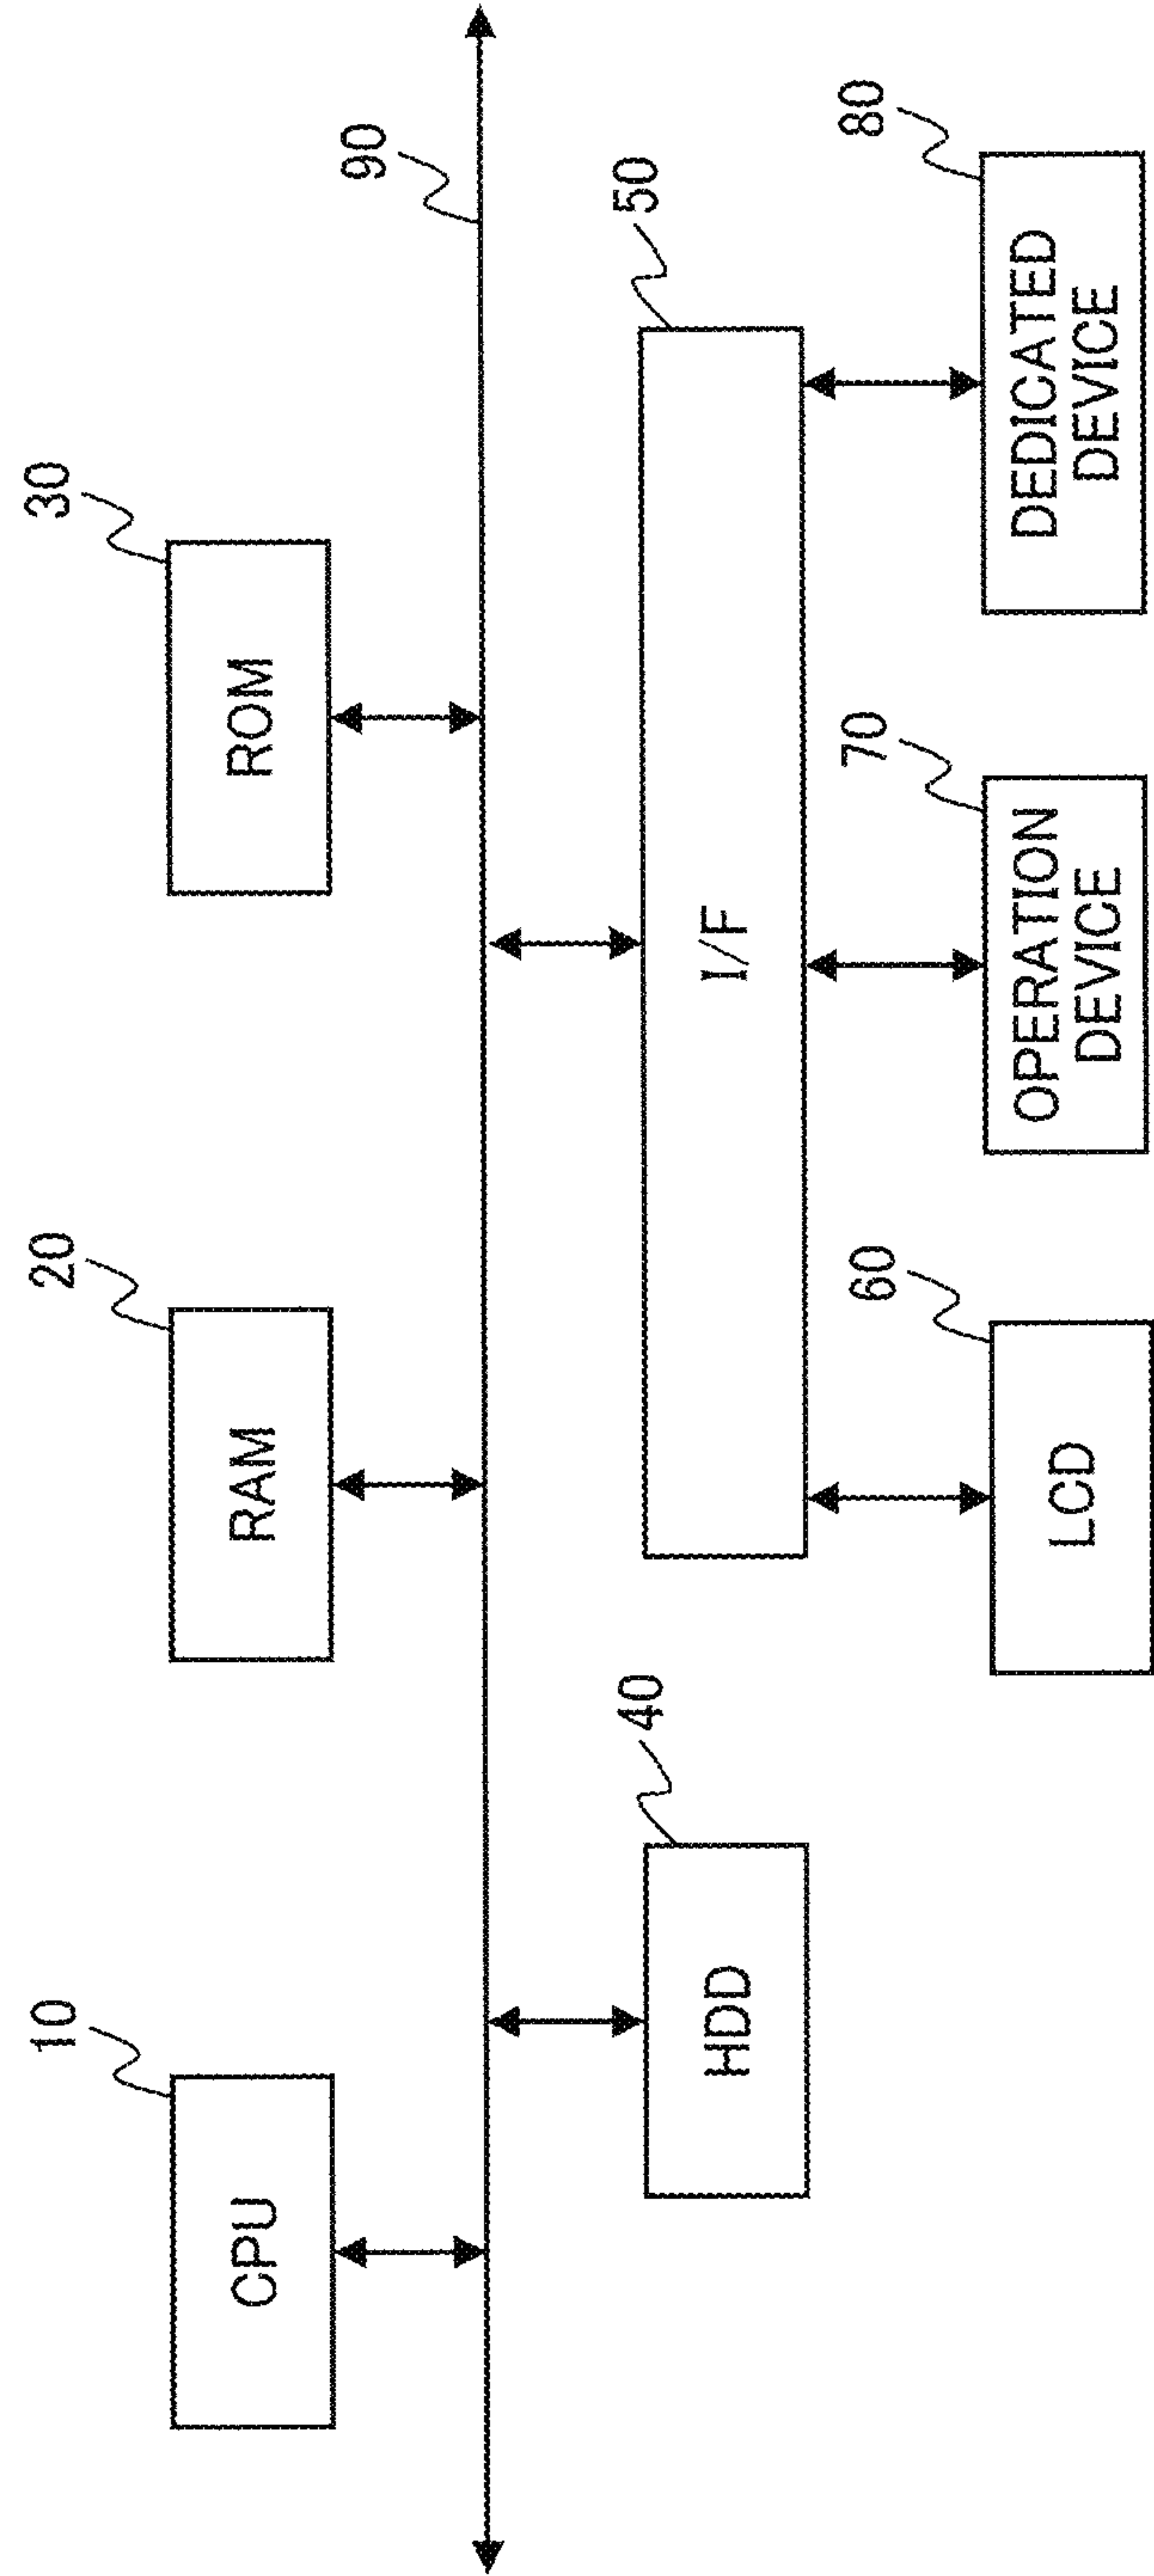 10
CPU
20
RAM
30
ROM
90
40
HDD
50
I/F
60
LCD
70
OPERATION
DEVICE
80
DEDICATED
DEVICE